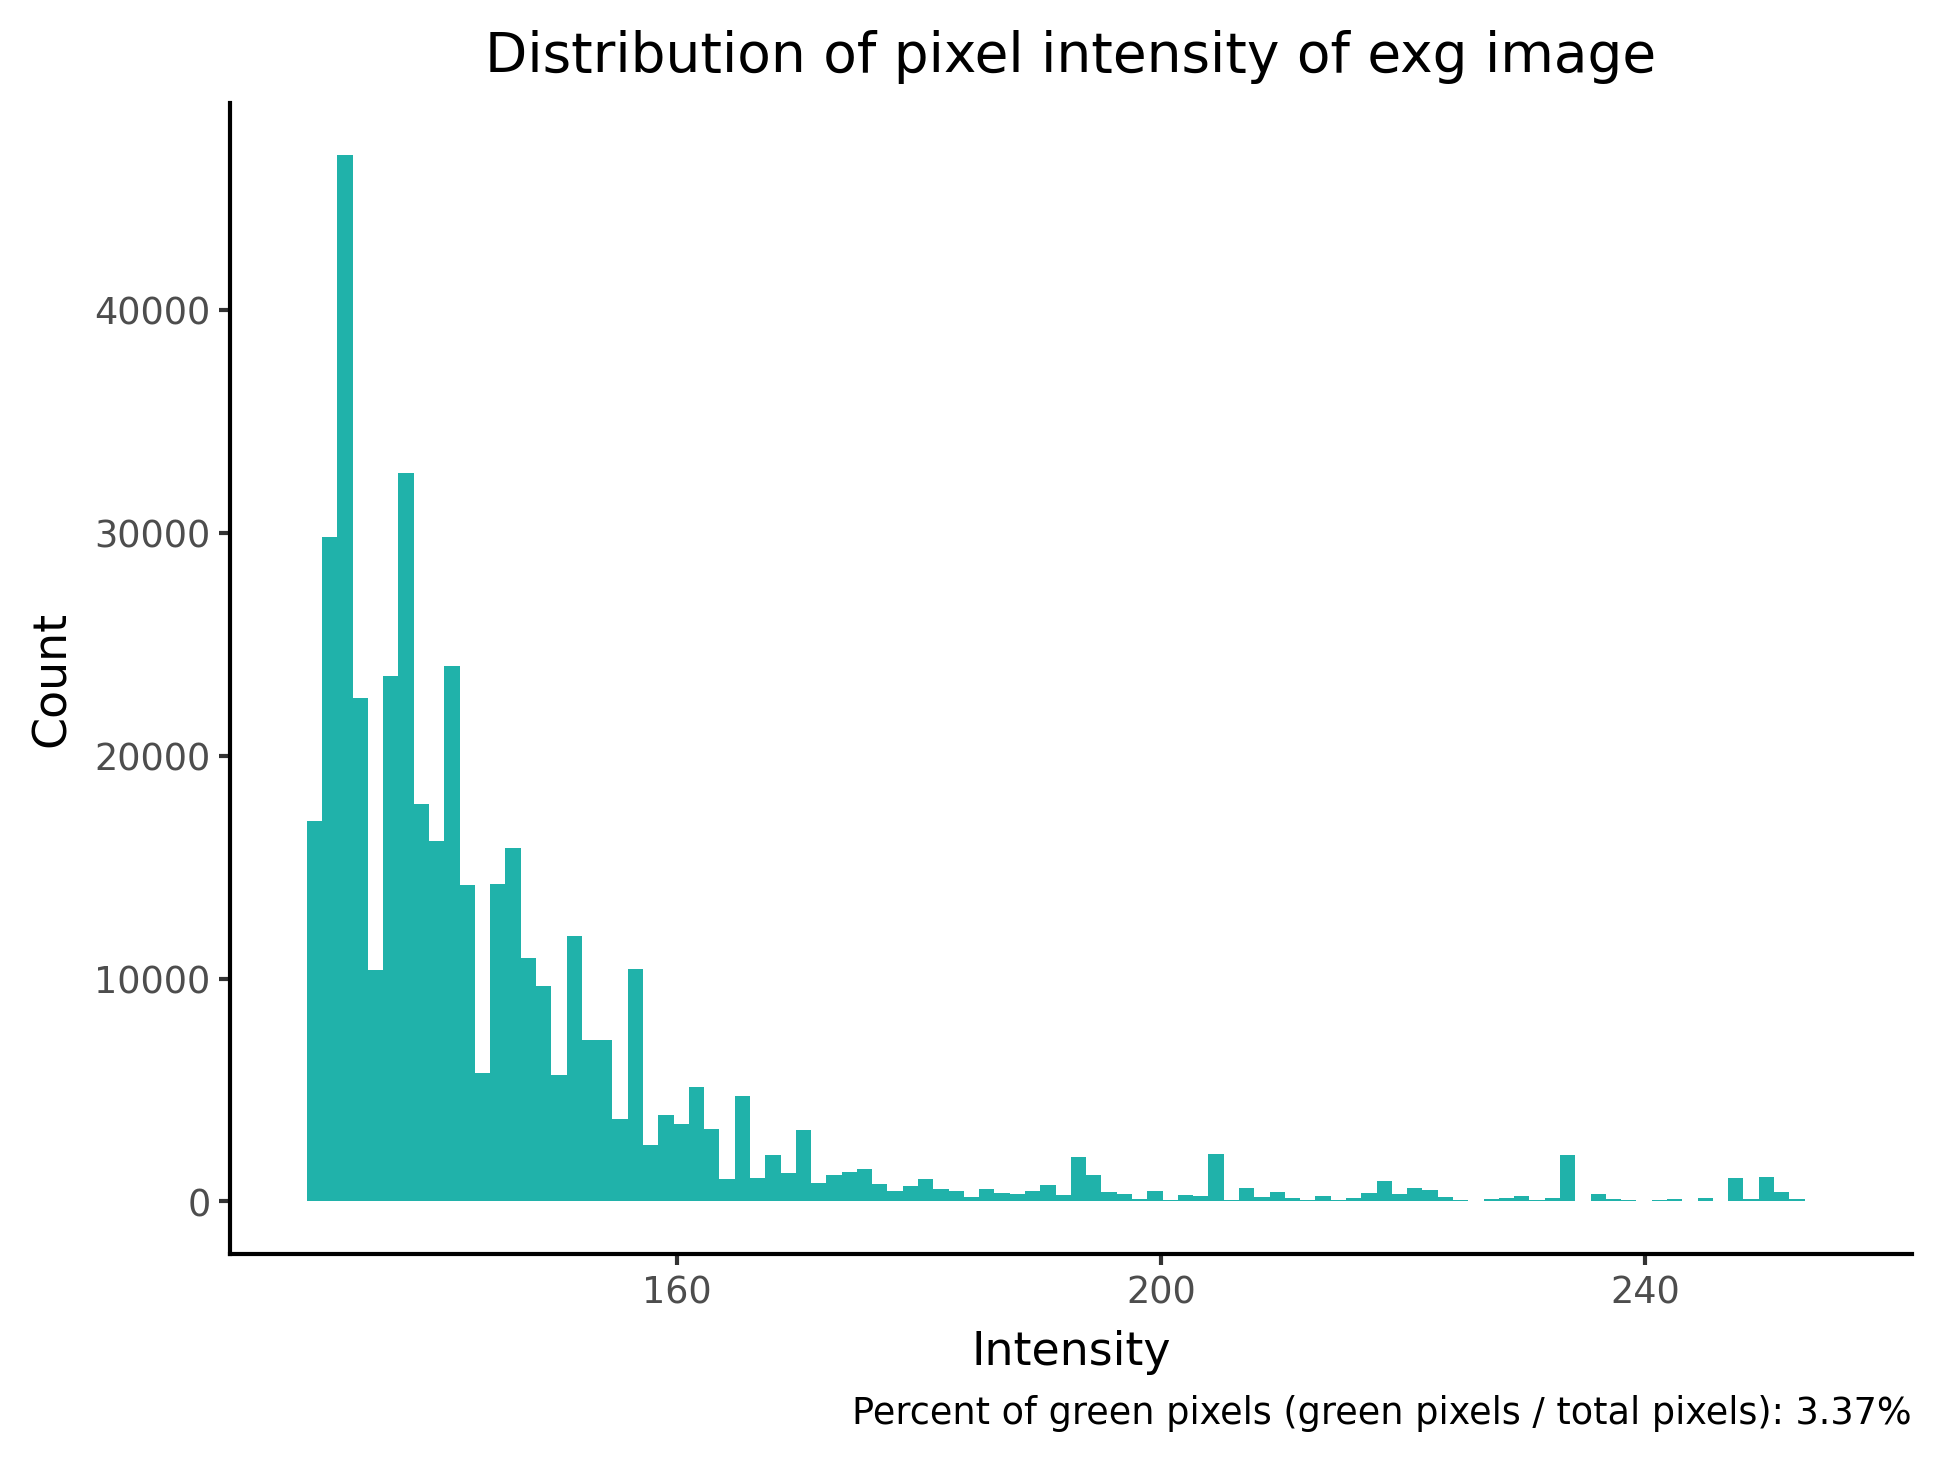 Distribution of pixel intensity of exg image
Count
40000
30000
20000
10000
0
160 200 240
Intensity
Percent of green pixels (green pixels / total pixels): 3.37%